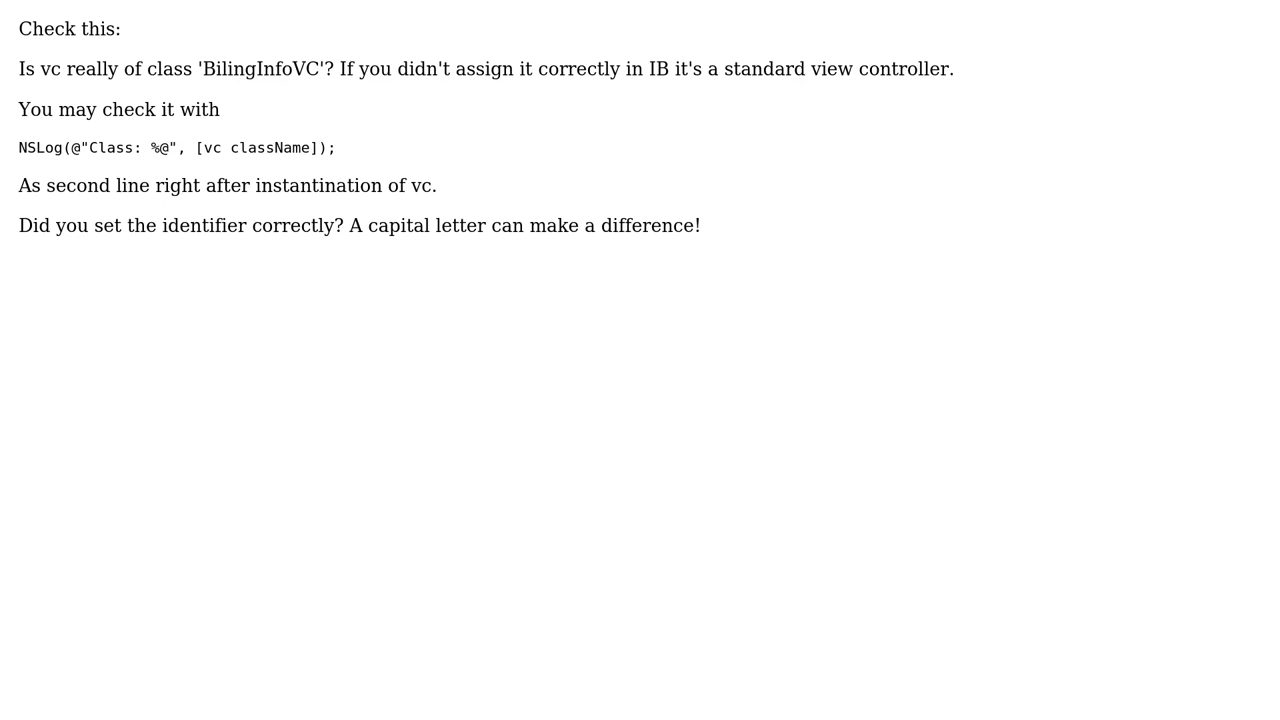 Check this:
Is vc really of class 'BilingInfoVC'? If you didn't assign it correctly in IB it's a standard view controller.
You may check it with
NSLog(@"Class: %@", [vc className]);
As second line right after instantination of vc.
Did you set the identifier correctly? A capital letter can make a difference!